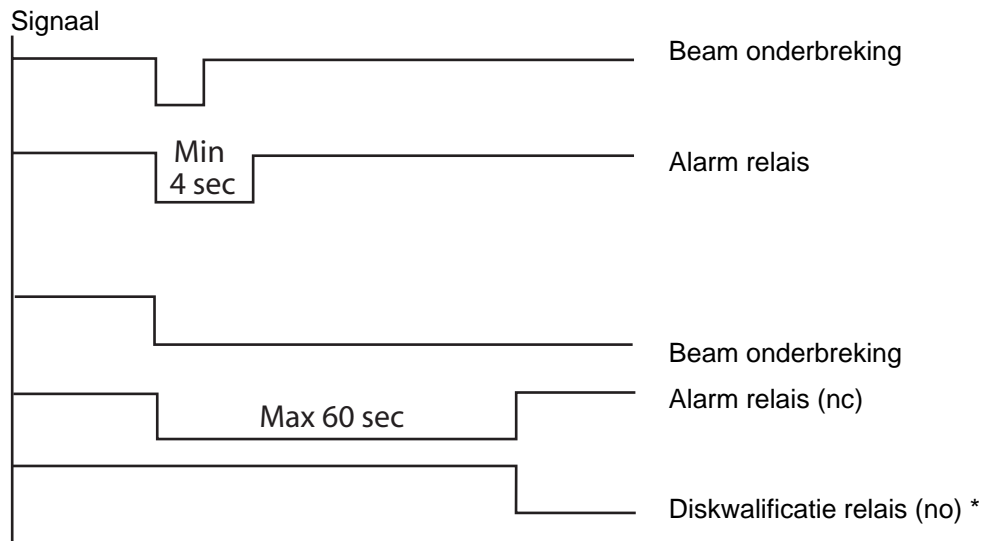 Signaal
Beam onderbreking
Min
4 sec
Alarm relais
Beam onderbreking
Alarm relais (nc)
Max 60 sec
Diskwalificatie relais (no) *